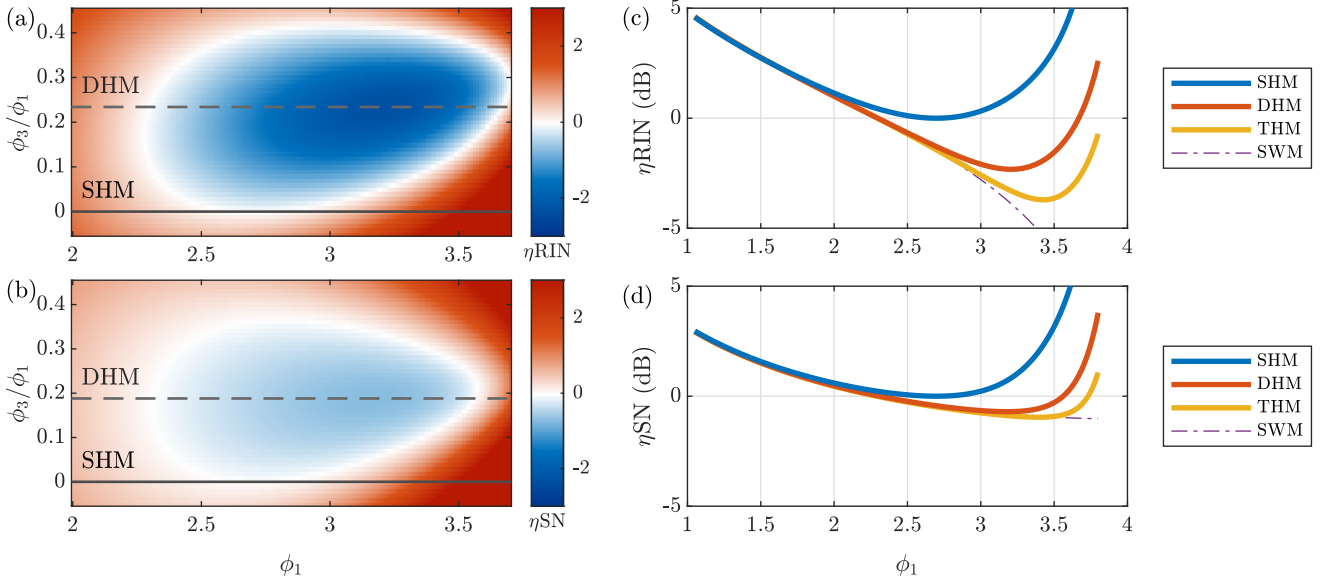 (a)
0.4
0.3
0.2
0.1
0
ϕ3/ϕ1
DHM
SHM
2
2.5
3
3.5
2
0
-2
ηRIN
(b)
0.4
0.3
0.2
0.1
0
ϕ3/ϕ1
DHM
SHM
2
2.5
3
3.5
ϕ1
2
0
-2
ηSN
(c)
5
0
-5
ηRIN (dB)
1
1.5
2
2.5
3
3.5
4
SHM
DHM
THM
SWM
(d)
5
0
-5
ηSN (dB)
1
1.5
2
2.5
3
3.5
4
ϕ1
SHM
DHM
THM
SWM